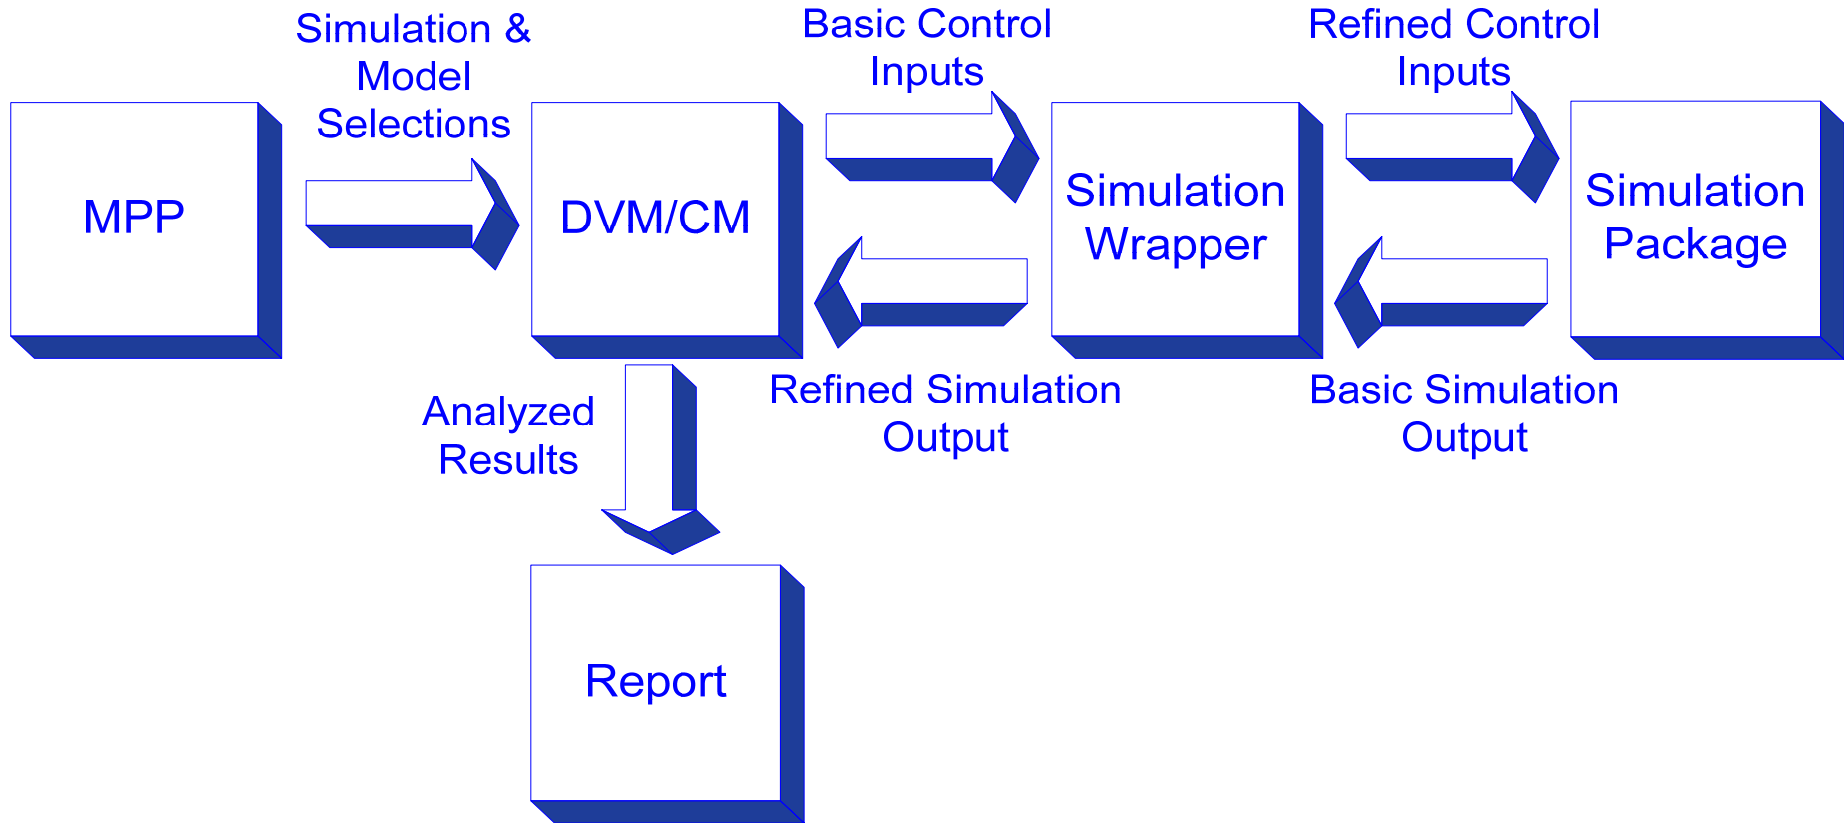 Simulation &
Model
Selections
Basic Control
Inputs
Refined Control
Inputs
MPP
DVM/CM
Simulation
Wrapper
Simulation
Package
Analyzed
Results
Refined Simulation
Output
Basic Simulation
Output
Report